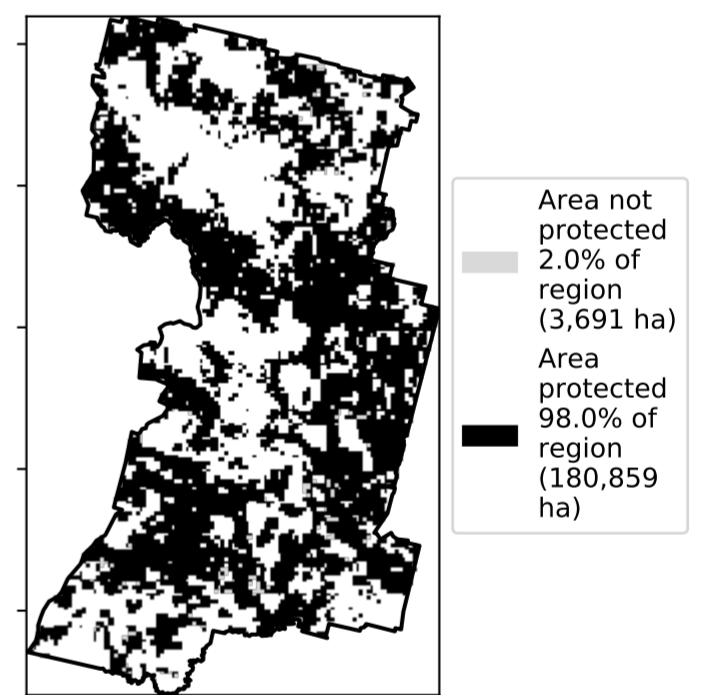 Area not
protected
2.0% of
region
(3,691 ha)
Area
protected
98.0% of
region
(180,859
ha)